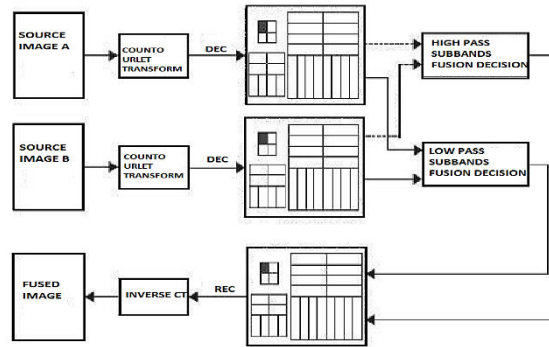 SOURCE
IMAGE A
COUNTO
URLET
TRANSFORM
DEC
HIGH PASS
SUBBANDS
FUSION DECISION
SOURCE
IMAGE B
COUNTO
URLET
TRANSFORM
DEC
LOW PASS
SUBBANDS
FUSION DECISION
FUSED
IMAGE
INVERSE CT
REC